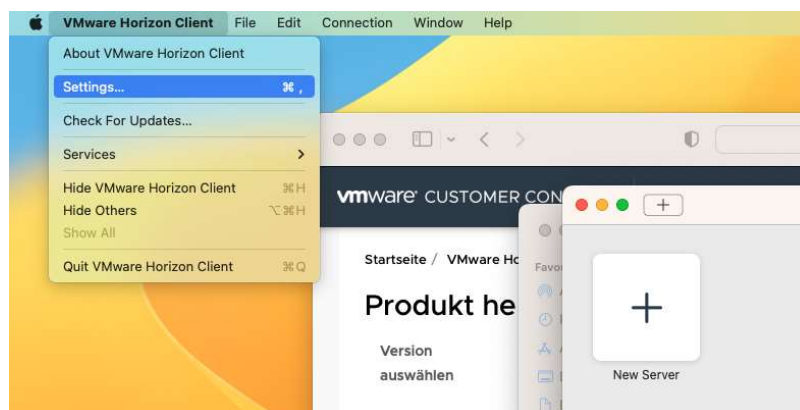 VMware Horizon Client File Edit Connection Window Help
About VMware Horizon Client
Settings... ⌘ ,
Check For Updates...
Services >
Hide VMware Horizon Client ⌘ H
Hide Others ⌥ ⌘ H
Show All
Quit VMware Horizon Client ⌘ Q
vmware® CUSTOMER CON
Startseite / VMware Ho
Produkt he
Version
auswählen
Favo
New Server